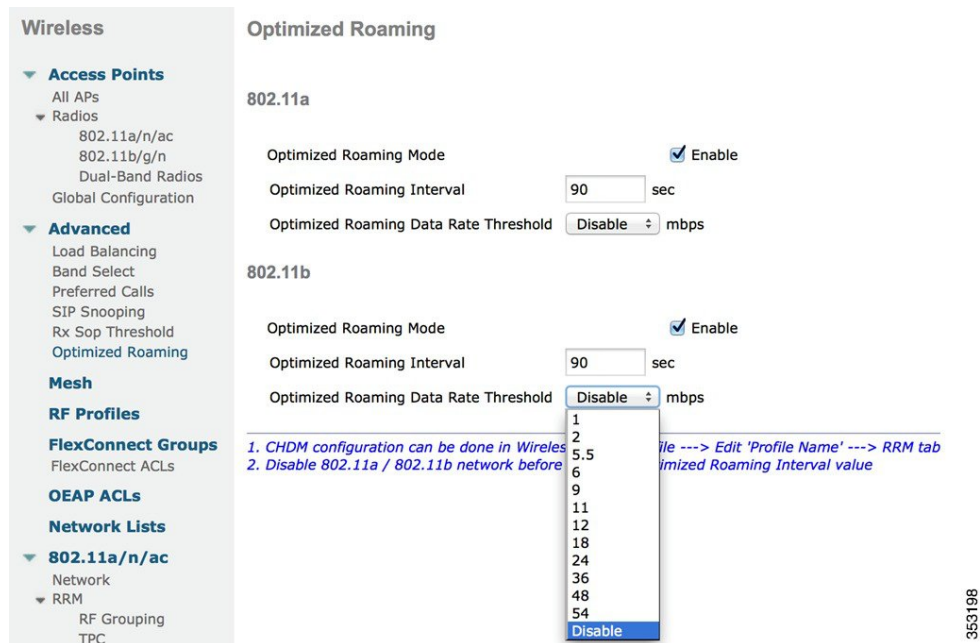 Wireless
Access Points
All APs
Radios
802.11a/n/ac
802.11b/g/n
Dual-Band Radios
Global Configuration
Advanced
Load Balancing
Band Select
Preferred Calls
SIP Snooping
Rx Sop Threshold
Optimized Roaming
Mesh
RF Profiles
FlexConnect Groups
FlexConnect ACLs
OEAP ACLs
Network Lists
802.11a/n/ac
Network
RRM
RF Grouping
TPC
Optimized Roaming
802.11a
Optimized Roaming Mode Enable
Optimized Roaming Interval 90 sec
Optimized Roaming Data Rate Threshold Disable mbps
802.11b
Optimized Roaming Mode Enable
Optimized Roaming Interval 90 sec
Optimized Roaming Data Rate Threshold Disable mbps
1
2
5.5
6
9
11
12
18
24
36
48
54
Disable
1. CHDM configuration can be done in ---> Edit 'Profile Name' ---> RRM tab
2. Disable 802.11a / 802.11b network before Roaming Interval value
353198